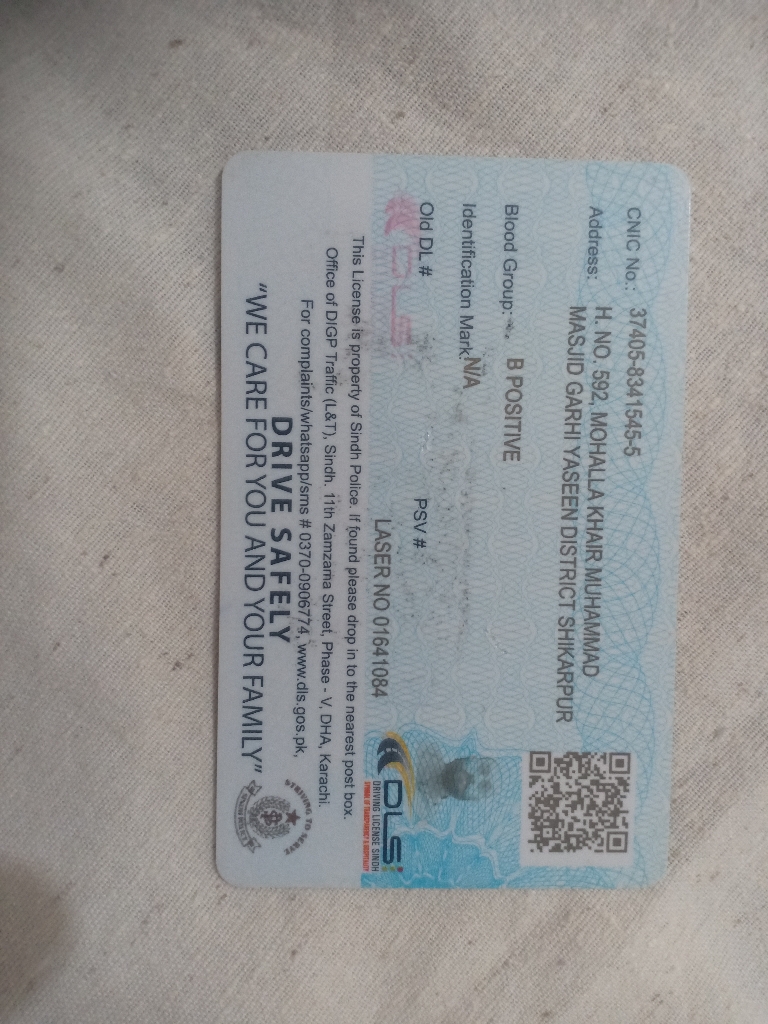 CNIC No.: 37405-8341545-5
Address: H. NO. 592, MOHALLA KHAIR MUHAMMAD
MASJID GARHI YASEEN DISTRICT SHIKARPUR
Blood Group: B POSITIVE
Identification Mark: N/A
Old DL # PSV #
LASER NO 01641084
DLS
DRIVING LICENSE SINDH
This License is property of Sindh Police. If found please drop in to the nearest post box.
Office of DIGP Traffic (L&T), Sindh. 11th Zamzama Street, Phase - V, DHA, Karachi.
For complaints/whatsapp/sms # 0370-0906774, www.dls.gos.pk,
DRIVE SAFELY
"WE CARE FOR YOU AND YOUR FAMILY"
STRIVING TO SERVE